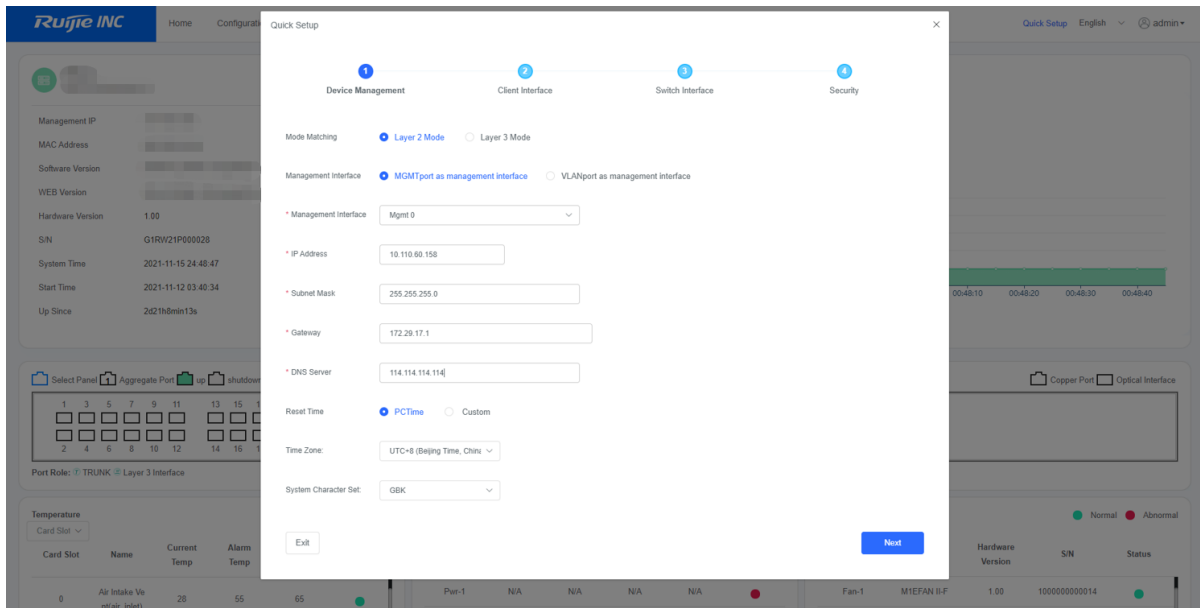 Ruijie INC Home Configurati Quick Setup English admin
Quick Setup
1 2 3 4
Device Management Client Interface Switch Interface Security
Management IP
MAC Address
Software Version
WEB Version
Hardware Version 1.00
S/N G1RW21P000028
System Time 2021-11-15 24:48:47
Start Time 2021-11-12 03:40:34
Up Since 2d21h8min13s
Mode Matching Layer 2 Mode Layer 3 Mode
Management Interface MGMTport as management interface VLANport as management interface
* Management Interface Mgmt 0
* IP Address 10.110.60.158
* Subnet Mask 255.255.255.0
* Gateway 172.29.17.1
* DNS Server 114.114.114.114
Reset Time PCTime Custom
Time Zone: UTC+8 (Beijing Time, China
System Character Set: GBK
Exit Next
00:48:10 00:48:20 00:48:30 00:48:40
Select Panel 1 Aggregate Port up shutdown
Copper Port Optical Interface
1 3 5 7 9 11 13 15 1
2 4 6 8 10 12 14 16 1
Port Role: TRUNK Layer 3 Interface
Temperature
Card Slot
Normal Abnormal
Card Slot Name Current Temp Alarm Temp
Hardware Version S/N Status
0 Air Intake Ve nt(air_inlet) 28 55 65
Pwr-1 N/A N/A N/A N/A
Fan-1 M1EFAN II-F 1.00 1000000000014